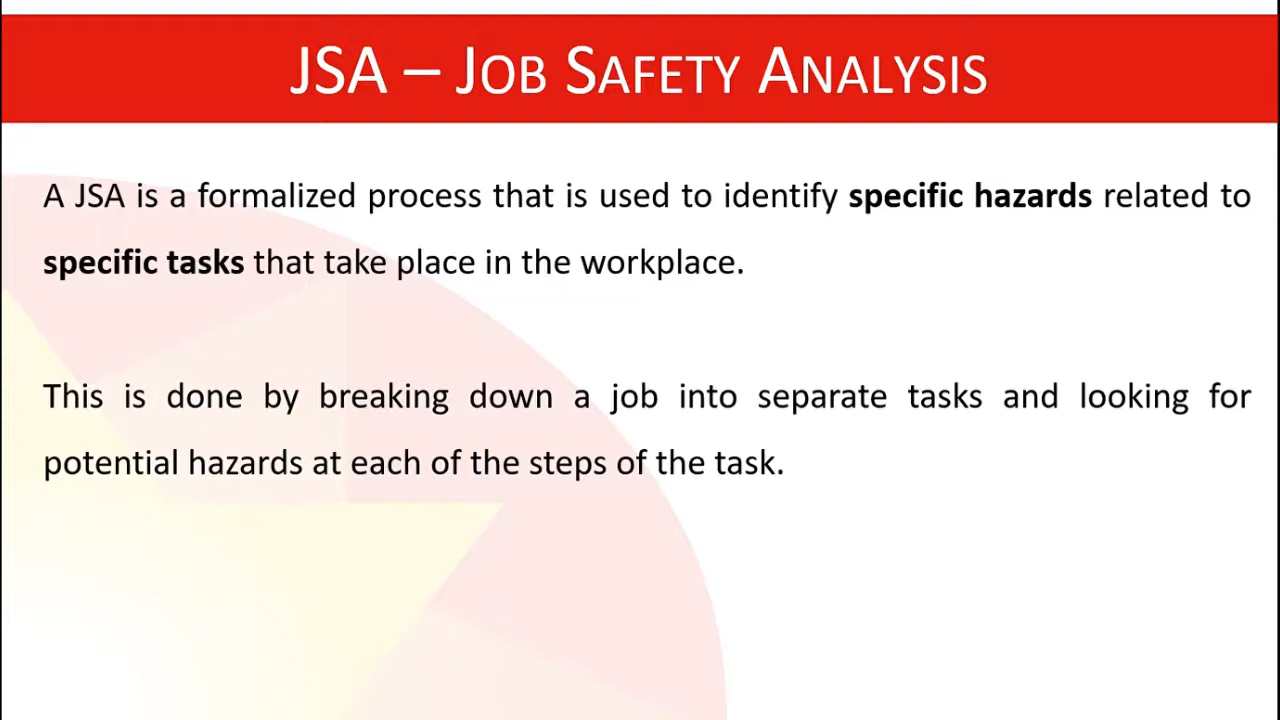 JSA – JOB SAFETY ANALYSIS
A JSA is a formalized process that is used to identify specific hazards related to
specific tasks that take place in the workplace.
This is done by breaking down a job into separate tasks and looking for
potential hazards at each of the steps of the task.